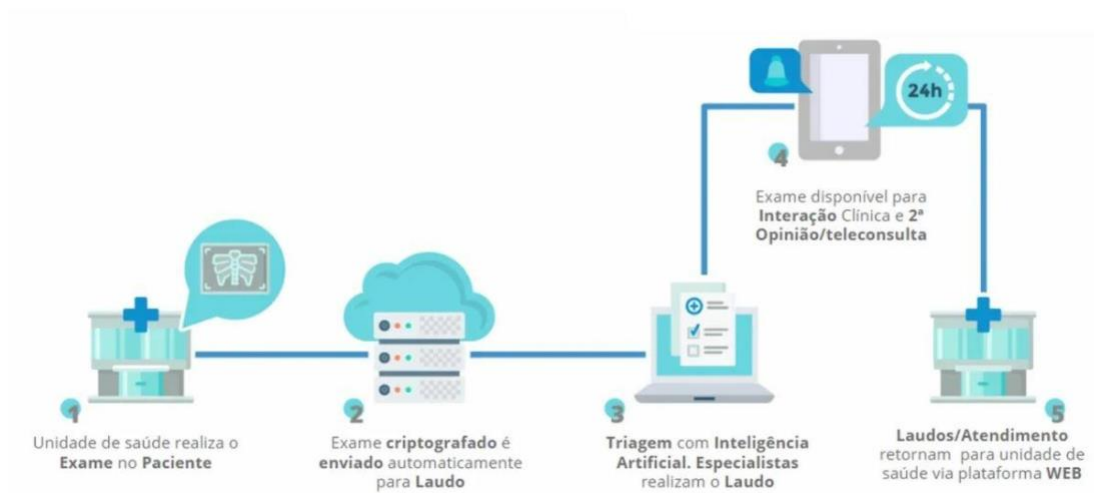 24h
4
Exame disponível para
Interação Clínica e 2ª
Opinião/teleconsulta
1
Unidade de saúde realiza o
Exame no Paciente
2
Exame criptografado é
enviado automaticamente
para Laudo
3
Triagem com Inteligência
Artificial. Especialistas
realizam o Laudo
5
Laudos/Atendimento
retornam para unidade de
saúde via plataforma WEB